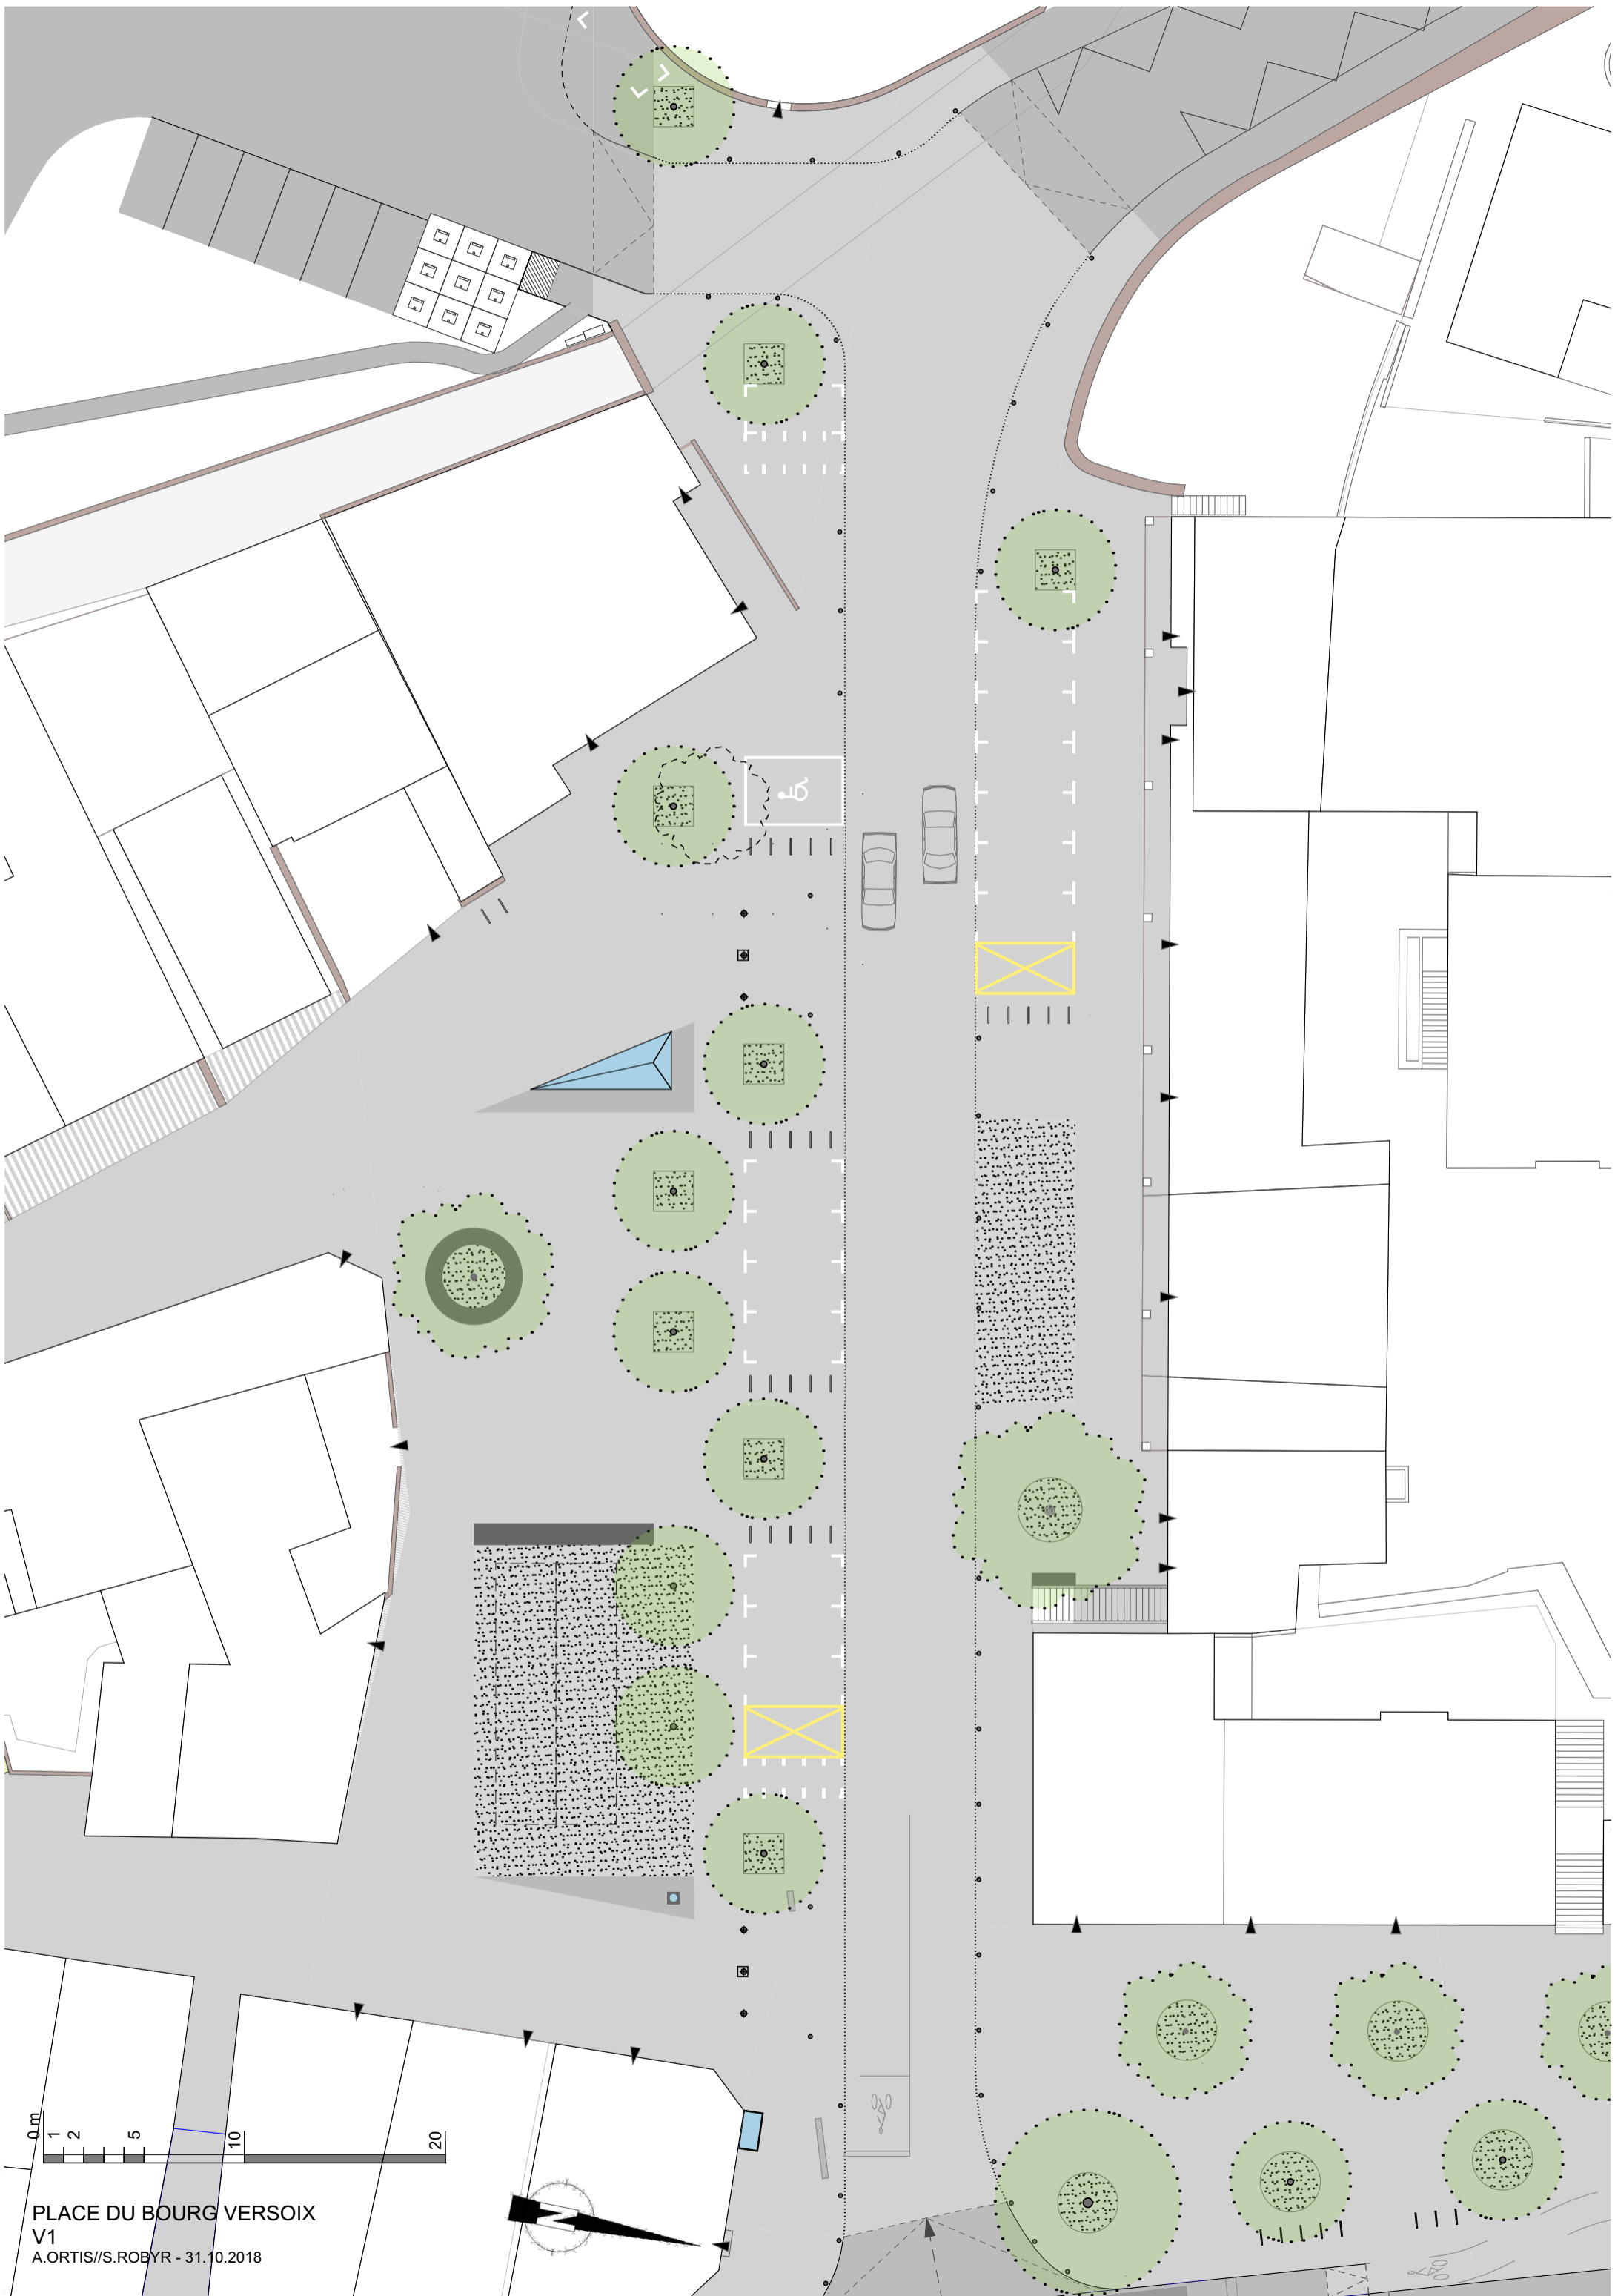 0 m
1
2
5
10
20
PLACE DU BOURG VERSOIX
V1
A.ORTIS//S.ROBYR - 31.10.2018